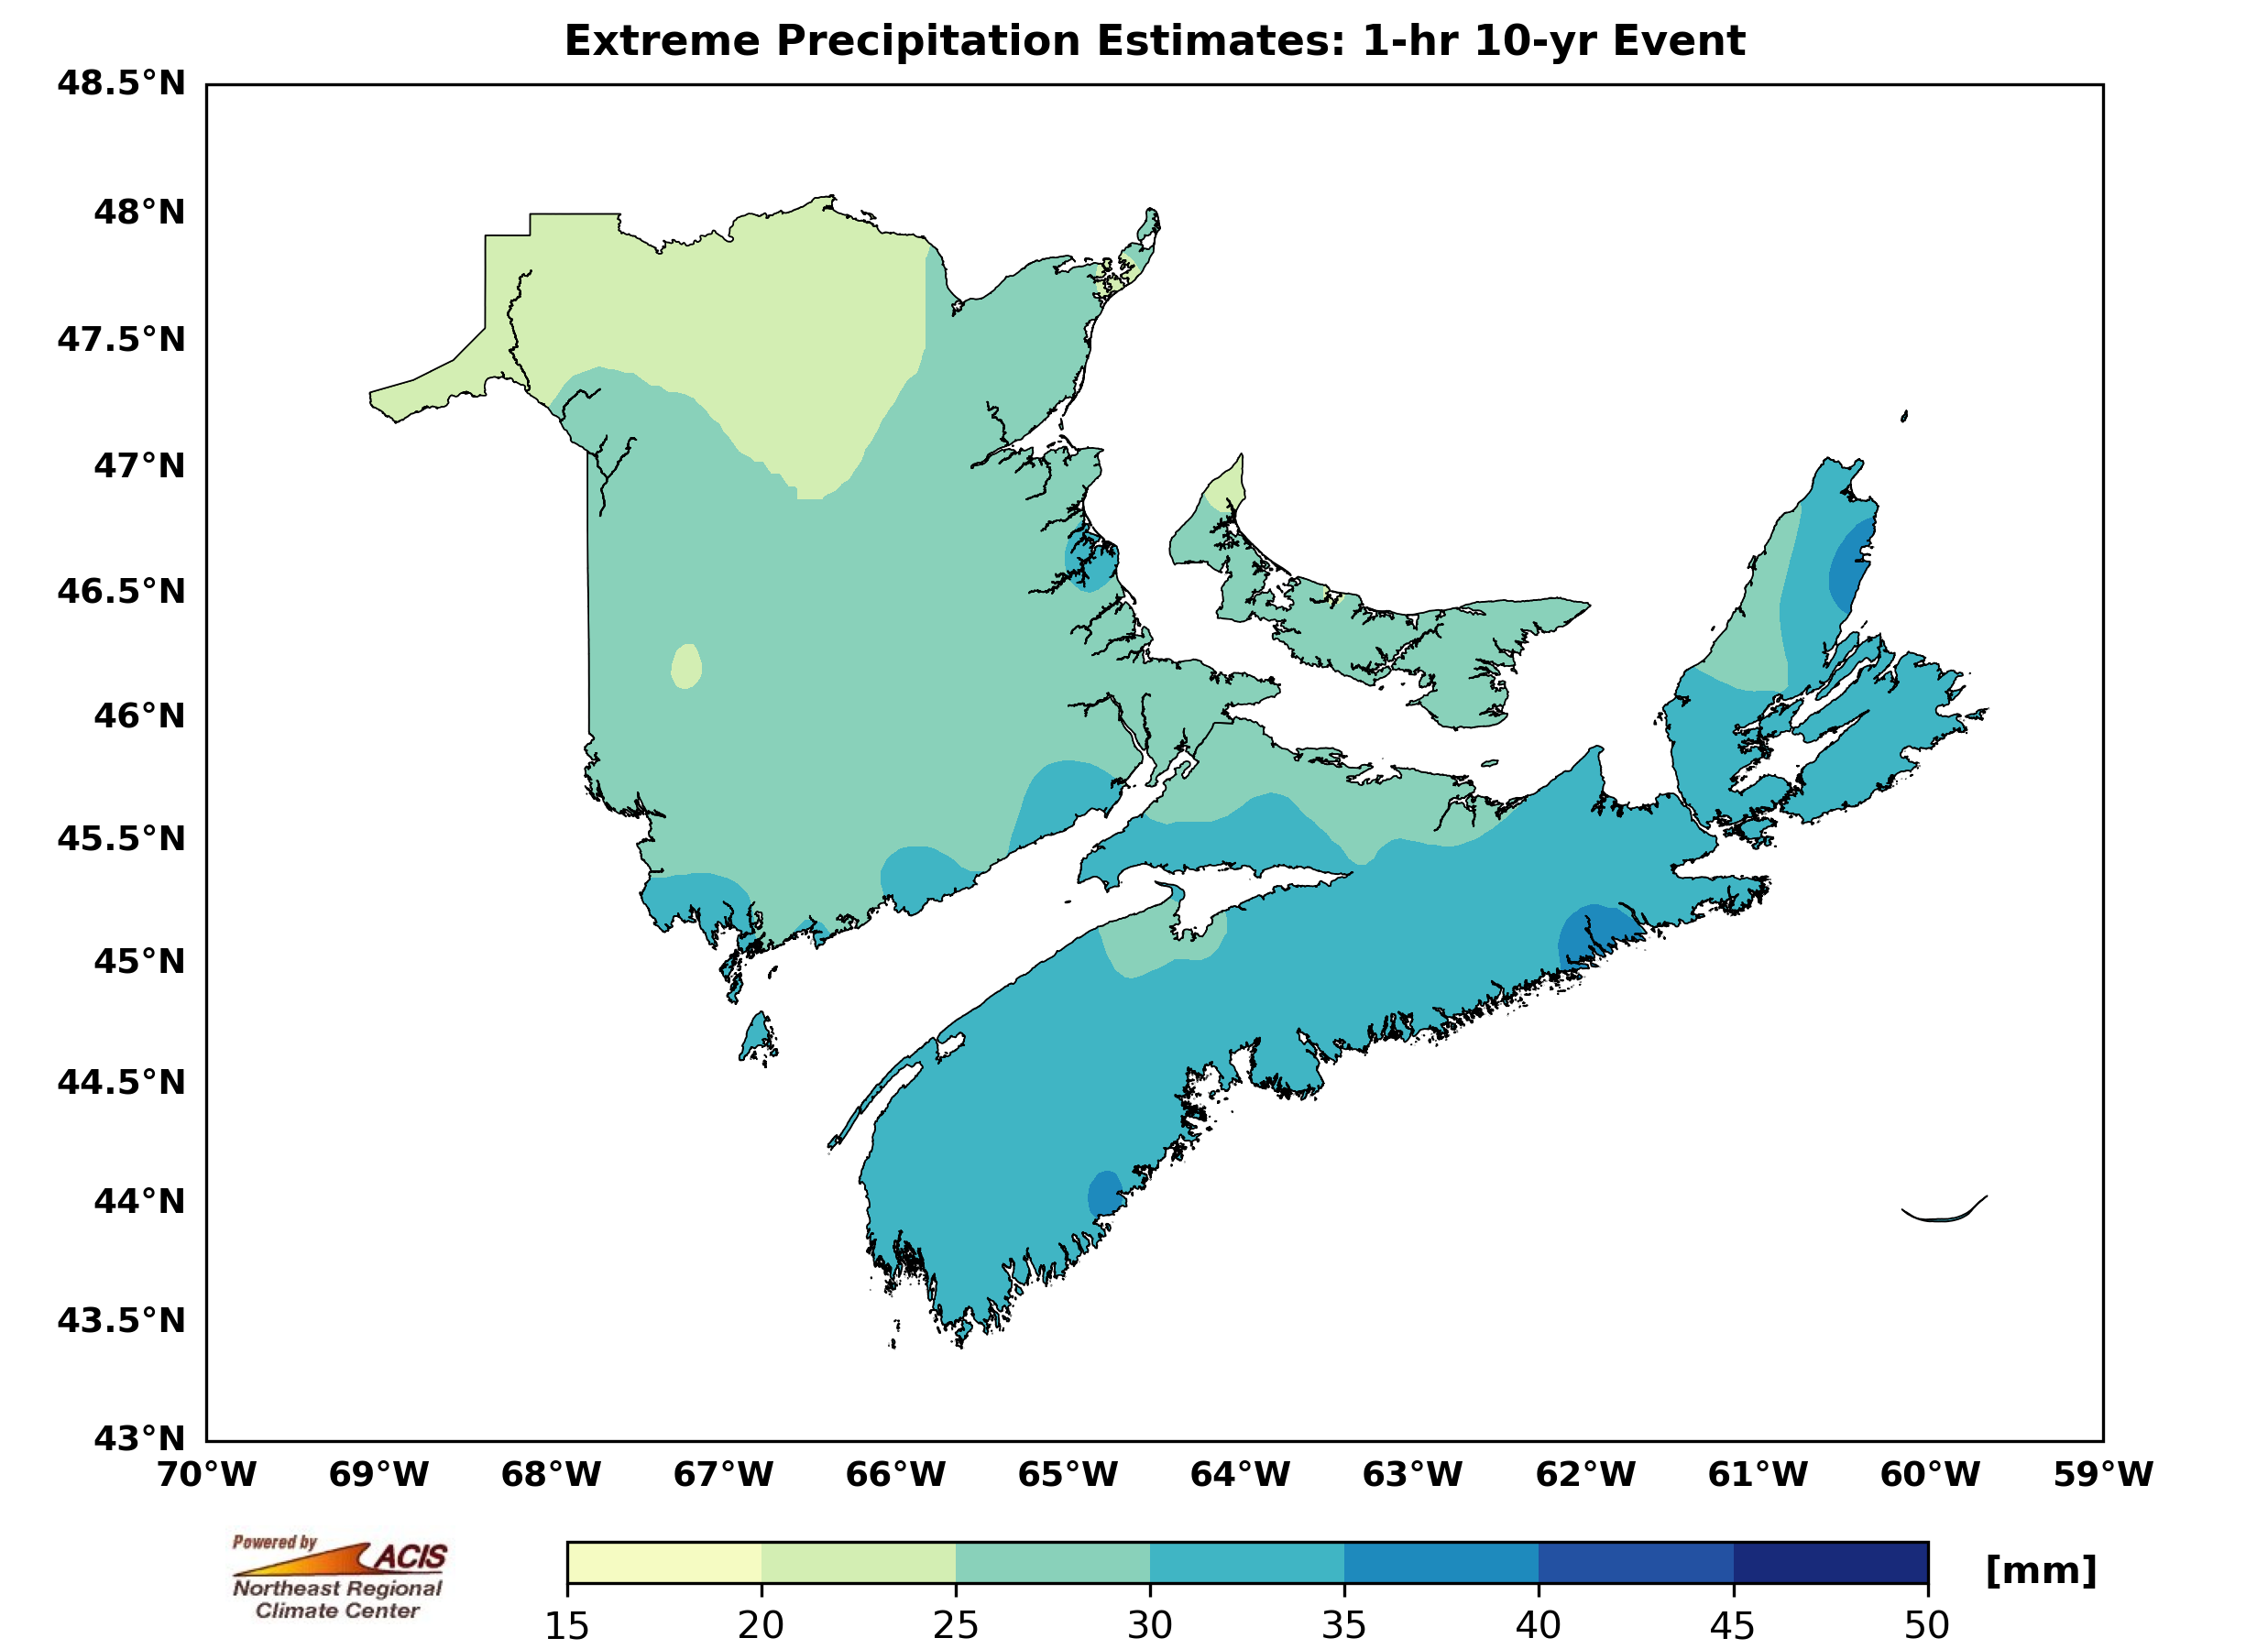 Extreme Precipitation Estimates: 1-hr 10-yr Event
48.5°N
48°N
47.5°N
47°N
46.5°N
46°N
45.5°N
45°N
44.5°N
44°N
43.5°N
43°N
70°W 69°W 68°W 67°W 66°W 65°W 64°W 63°W 62°W 61°W 60°W 59°W
Powered by
ACIS
Northeast Regional
Climate Center
[mm]
15 20 25 30 35 40 45 50